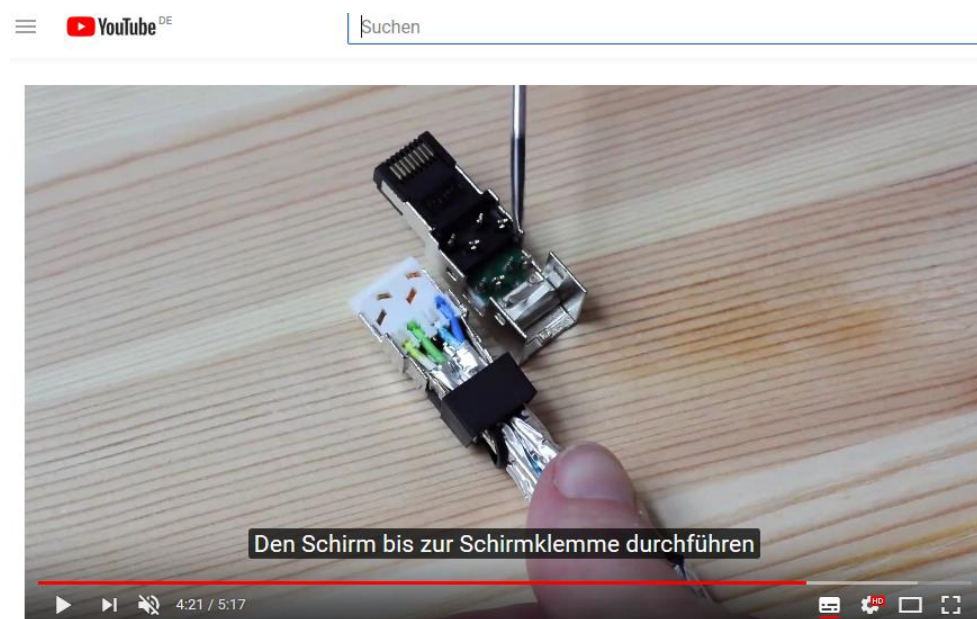 YouTube DE
Suchen
Den Schirm bis zur Schirmklemme durchführen
4:21 / 5:17
HD